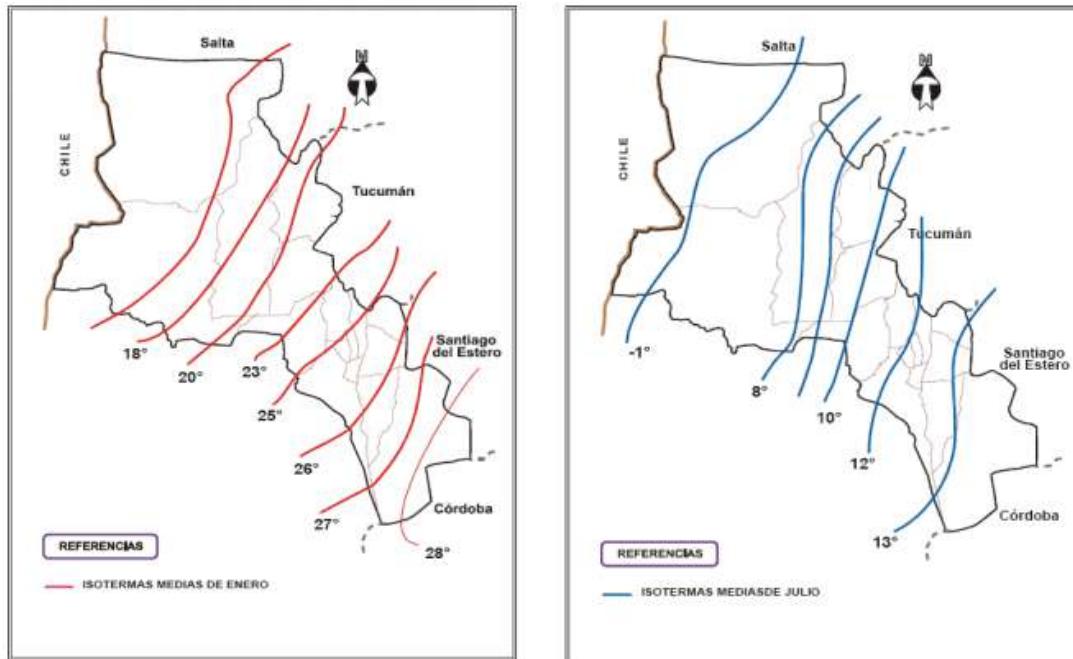 Salta
N
CHILE
Tucumán
Santiago
del Estero
18°
20°
23°
25°
26°
27°
Córdoba
28°
REFERENCIAS
ISOTERMAS MEDIAS DE ENERO
Salta
N
CHILE
Tucumán
Santiago
del Estero
-1°
8°
10°
12°
13°
Córdoba
REFERENCIAS
ISOTERMAS MEDIASDE JULIO